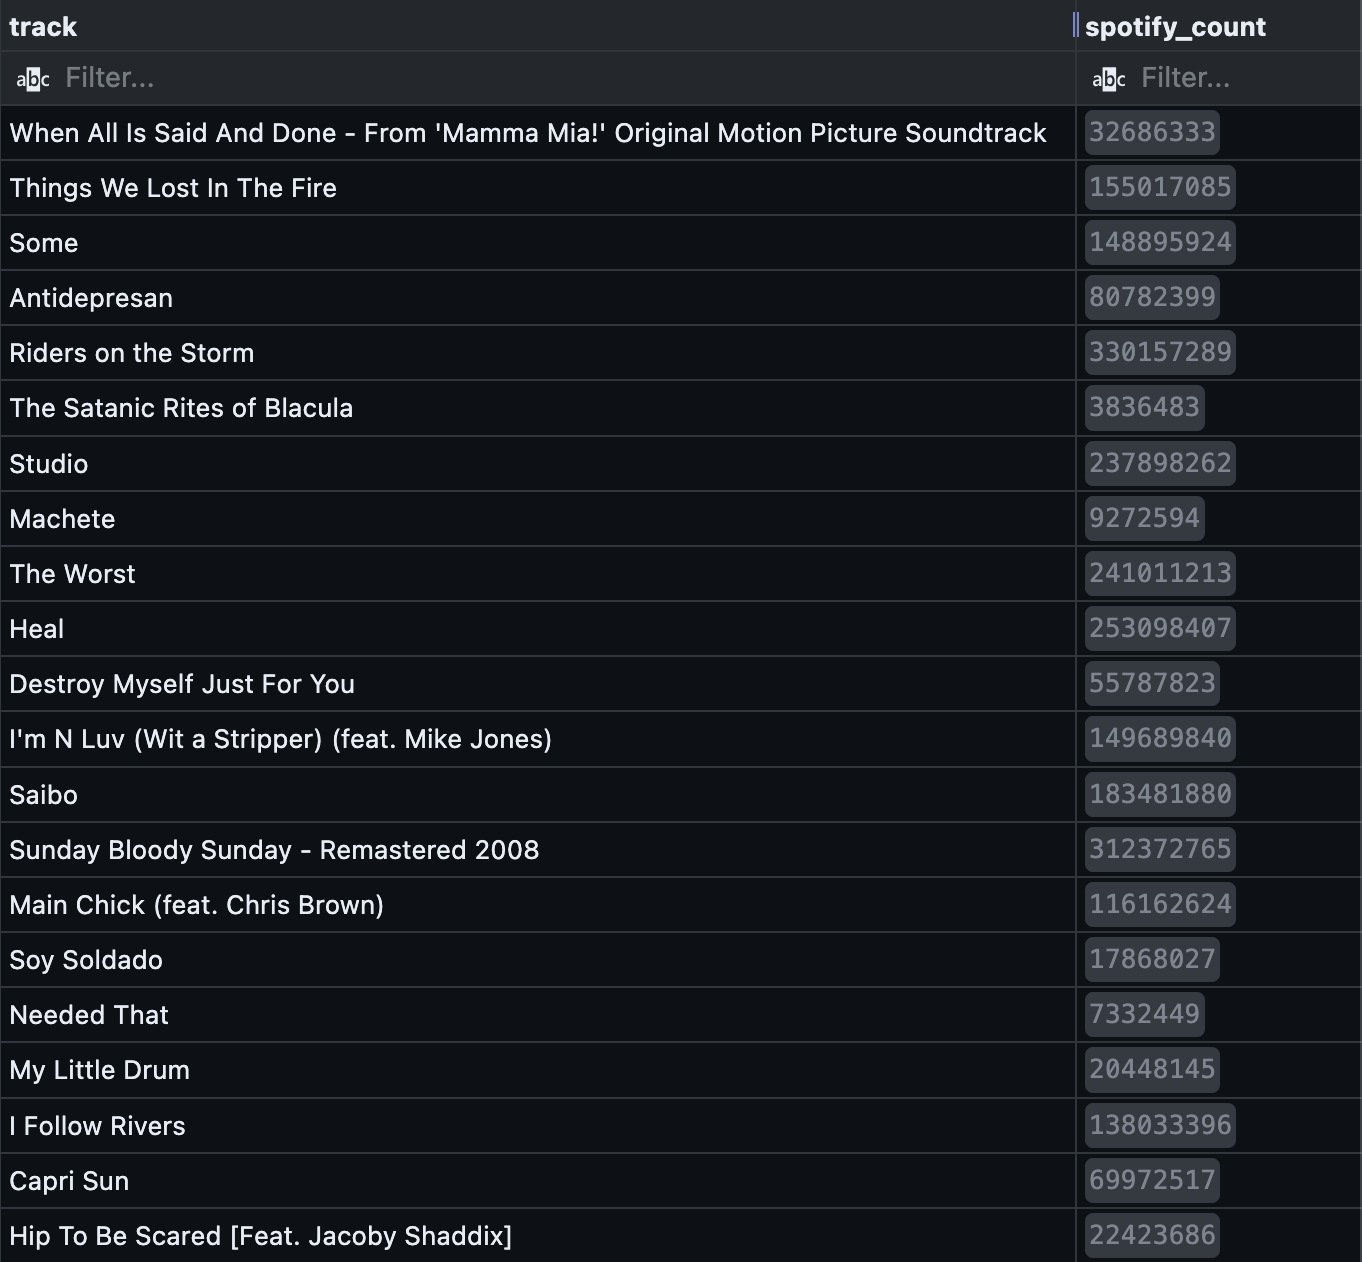 track spotify_count
abc Filter... abc Filter...
When All Is Said And Done - From 'Mamma Mia!' Original Motion Picture Soundtrack 32686333
Things We Lost In The Fire 155017085
Some 148895924
Antidepresan 80782399
Riders on the Storm 330157289
The Satanic Rites of Blacula 3836483
Studio 237898262
Machete 9272594
The Worst 241011213
Heal 253098407
Destroy Myself Just For You 55787823
I'm N Luv (Wit a Stripper) (feat. Mike Jones) 149689840
Saibo 183481880
Sunday Bloody Sunday - Remastered 2008 312372765
Main Chick (feat. Chris Brown) 116162624
Soy Soldado 17868027
Needed That 7332449
My Little Drum 20448145
I Follow Rivers 138033396
Capri Sun 69972517
Hip To Be Scared [Feat. Jacoby Shaddix] 22423686